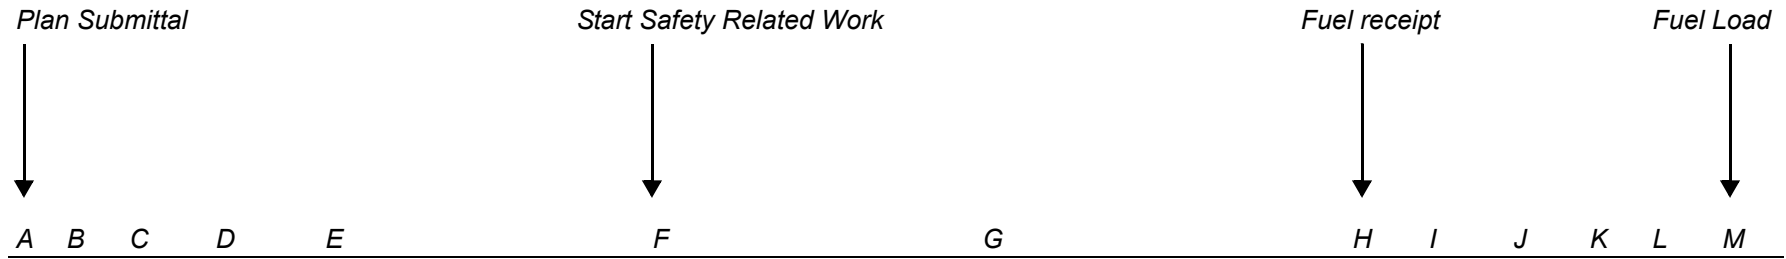 Plan Submittal Start Safety Related Work Fuel receipt Fuel Load
A B C D E F G H I J K L M